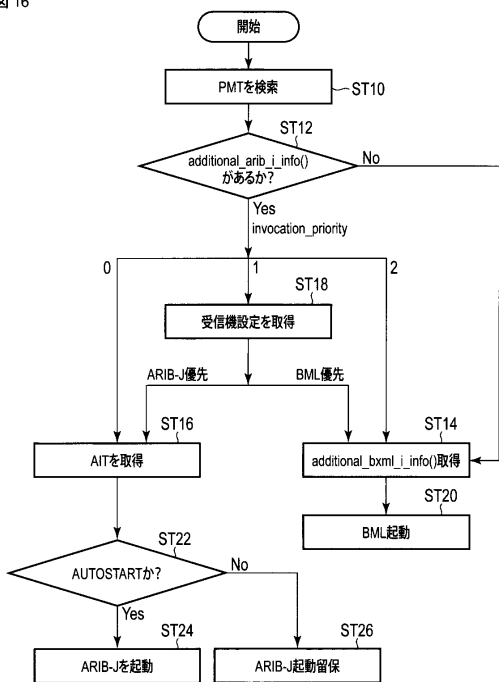 図 16
開始
PMTを検索
ST10
ST12
additional_arib_i_info()
があるか?
No
Yes
invocation_priority
0
1
2
ST18
受信機設定を取得
ARIB-J優先
BML優先
ST16
AITを取得
ST14
additional_bxml_i_info()取得
ST20
BML起動
ST22
AUTOSTARTか?
No
Yes
ST24
ARIB-Jを起動
ST26
ARIB-J起動留保